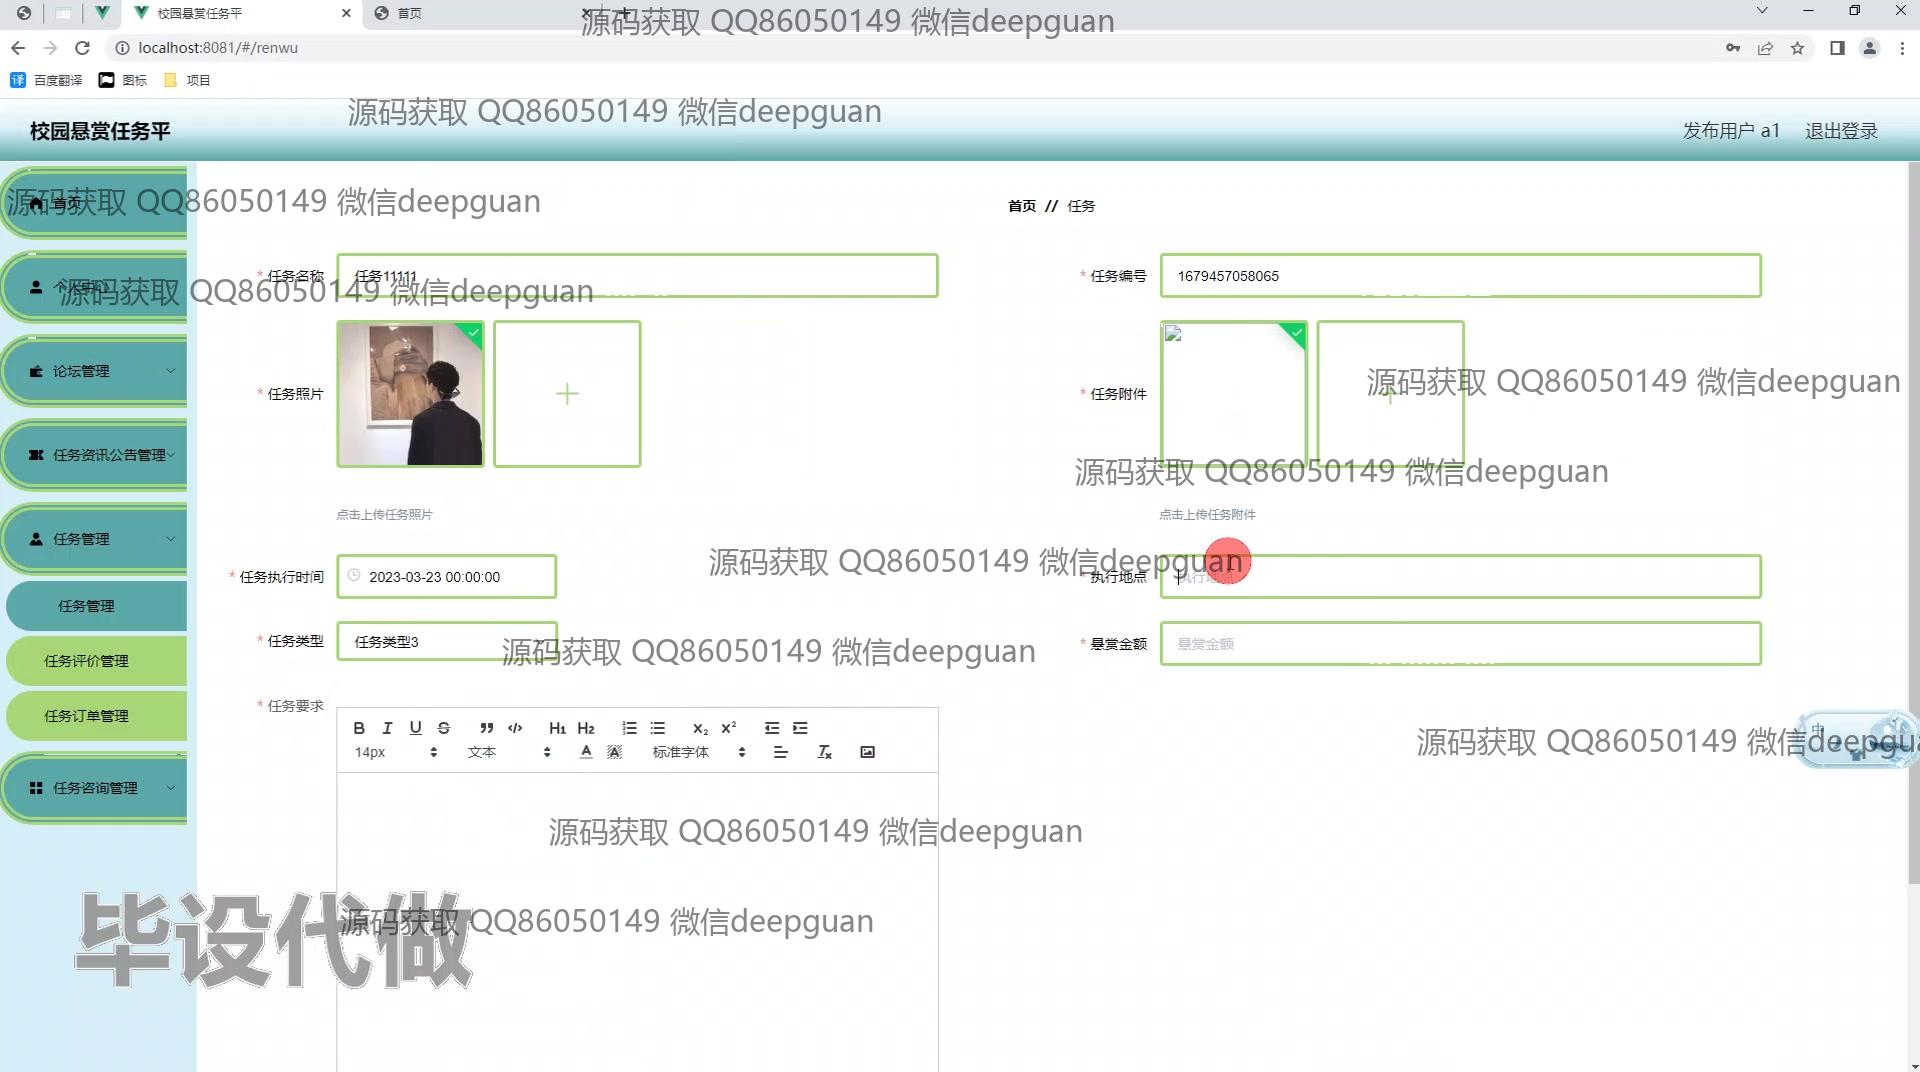 校园悬赏任务平
首页
源码获取 QQ86050149 微信deepguan
localhost:8081/#/renwu
百度翻译
图标
项目
源码获取 QQ86050149 微信deepguan
校园悬赏任务平
发布用户 a1
退出登录
首页
源码获取 QQ86050149 微信deepguan
首页 // 任务
* 任务名称
任务11111
* 任务编号
1679457058065
个人中心
源码获取 QQ86050149 微信deepguan
论坛管理
* 任务照片
* 任务附件
源码获取 QQ86050149 微信deepguan
任务资讯公告管理
源码获取 QQ86050149 微信deepguan
点击上传任务照片
点击上传任务附件
任务管理
源码获取 QQ86050149 微信deepguan
* 任务执行时间
2023-03-23 00:00:00
* 执行地点
执行地点
任务管理
* 任务类型
任务类型3
* 悬赏金额
悬赏金额
源码获取 QQ86050149 微信deepguan
任务评价管理
* 任务要求
任务订单管理
B I U S ” </> H1 H2 X2 X2
14px
文本
A
标准字体
源码获取 QQ86050149 微信deepgua
中
任务咨询管理
源码获取 QQ86050149 微信deepguan
毕设代做
源码获取 QQ86050149 微信deepguan